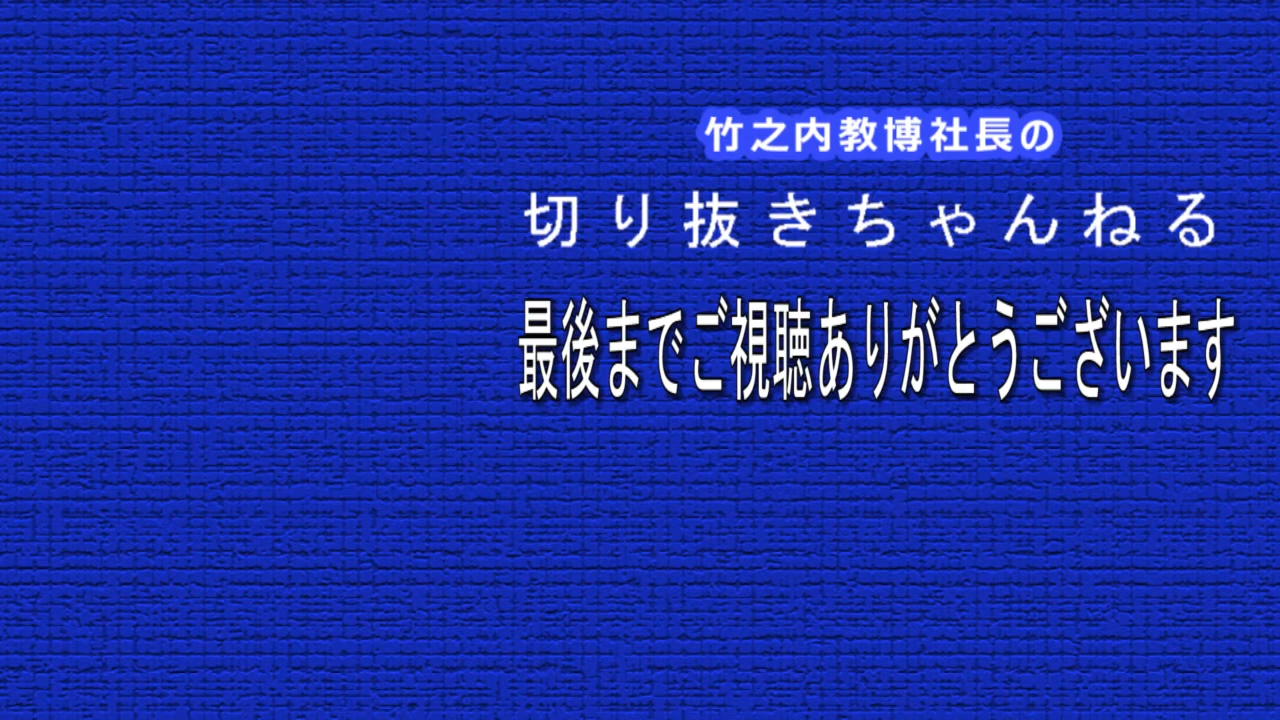 竹之内教博社長の
切り抜きちゃんねる
最後までご視聴ありがとうございます